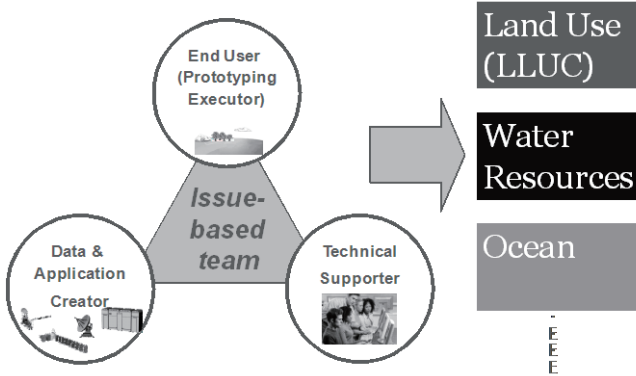 End User
(Prototyping
Executor)
Issue-
based
team
Data &
Application
Creator
Technical
Supporter
Land Use
(LLUC)
Water
Resources
Ocean
E
E
E
E